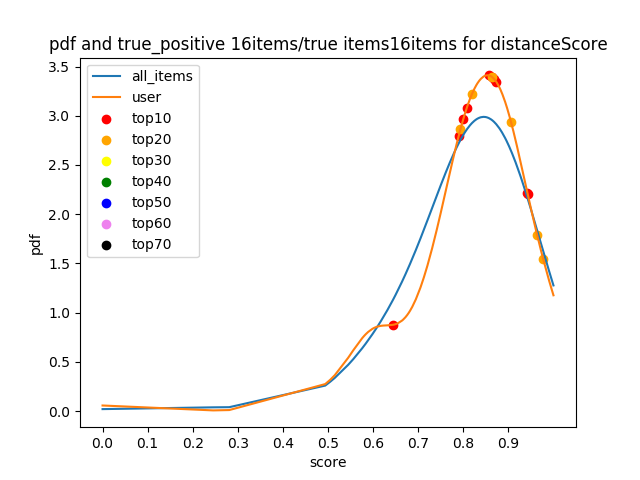 pdf and true_positive 16items/true items16items for distanceScore
all_items
user
top10
top20
top30
top40
top50
top60
top70
pdf
3.5
3.0
2.5
2.0
1.5
1.0
0.5
0.0
0.0 0.1 0.2 0.3 0.4 0.5 0.6 0.7 0.8 0.9
score